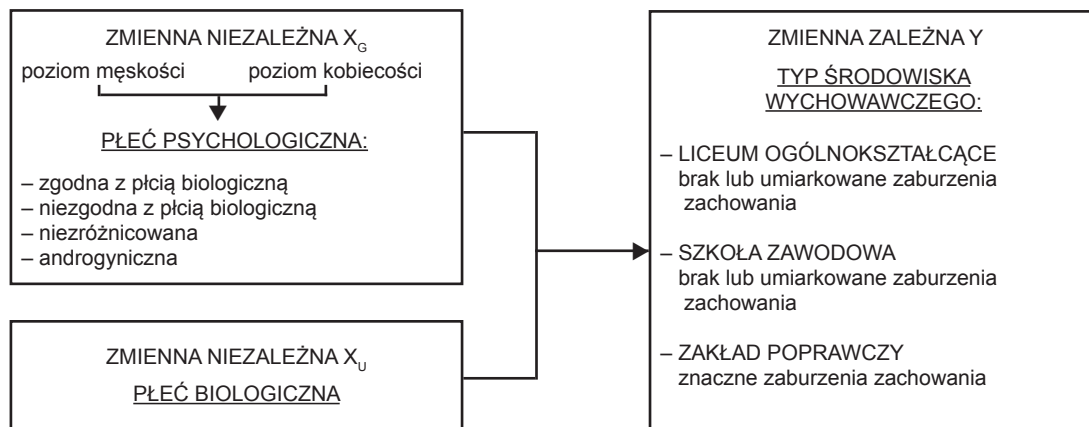 ZMIENNA NIEZALEŻNA X_G
poziom męskości poziom kobiecości
PŁEĆ PSYCHOLOGICZNA:
– zgodna z płcią biologiczną
– niezgodna z płcią biologiczną
– niezróżnicowana
– androgyniczna
ZMIENNA NIEZALEŻNA X_U
PŁEĆ BIOLOGICZNA
ZMIENNA ZALEŻNA Y
TYP ŚRODOWISKA
WYCHOWAWCZEGO:
– LICEUM OGÓLNOKSZTAŁCĄCE
brak lub umiarkowane zaburzenia
zachowania
– SZKOŁA ZAWODOWA
brak lub umiarkowane zaburzenia
zachowania
– ZAKŁAD POPRAWCZY
znaczne zaburzenia zachowania